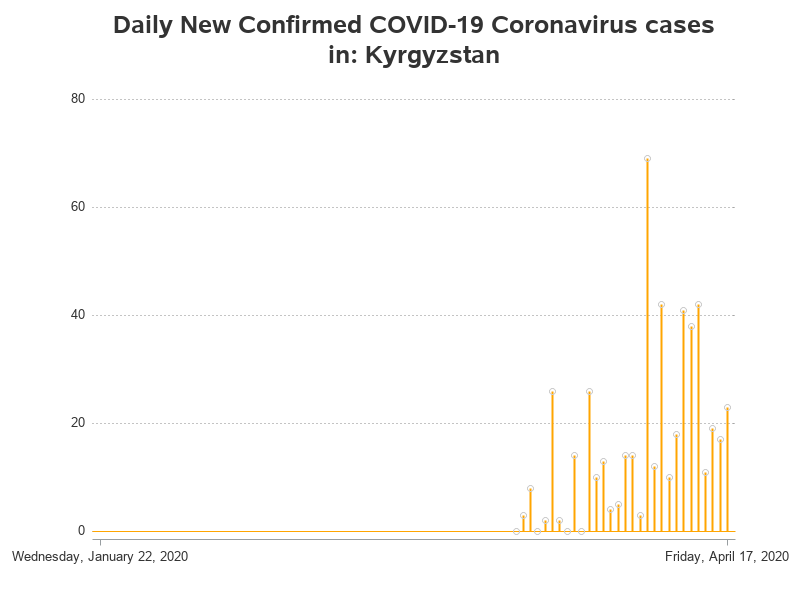 Daily New Confirmed COVID-19 Coronavirus cases
in: Kyrgyzstan
80
60
40
20
0
Wednesday, January 22, 2020
Friday, April 17, 2020